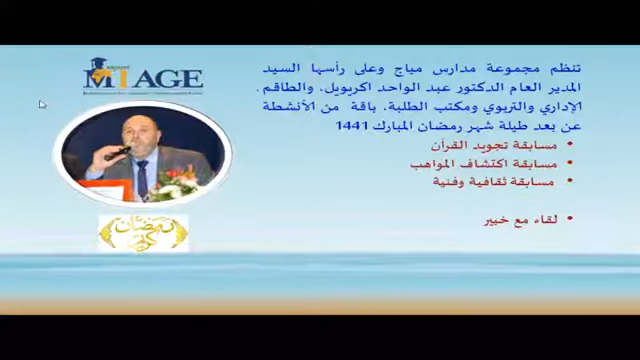 MIAGE
تنظم مجموعة مدارس مياج وعلى رأسها السيد
المدير العام الدكتور عبد الواحد اكريويل، والطاقم
الإداري والتربوي ومكتب الطلبة، باقة من الأنشطة
عن بعد طيلة شهر رمضان المبارك 1441
• مسابقة تجويد القرأن
• مسابقة اكتشاف المواهب
• مسابقة ثقافية وفنية
• لقاء مع خبير
رمضان
كريم